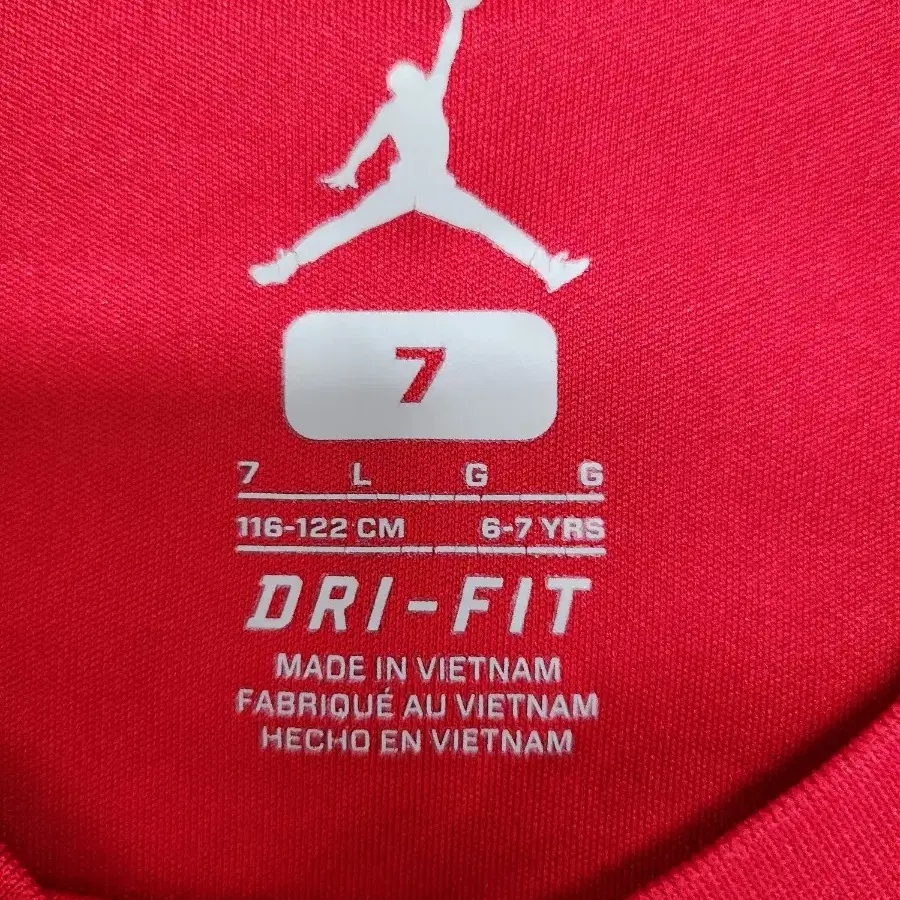 7
7 L G G
116-122 CM 6-7 YRS
DRI-FIT
MADE IN VIETNAM
FABRIQUÉ AU VIETNAM
HECHO EN VIETNAM